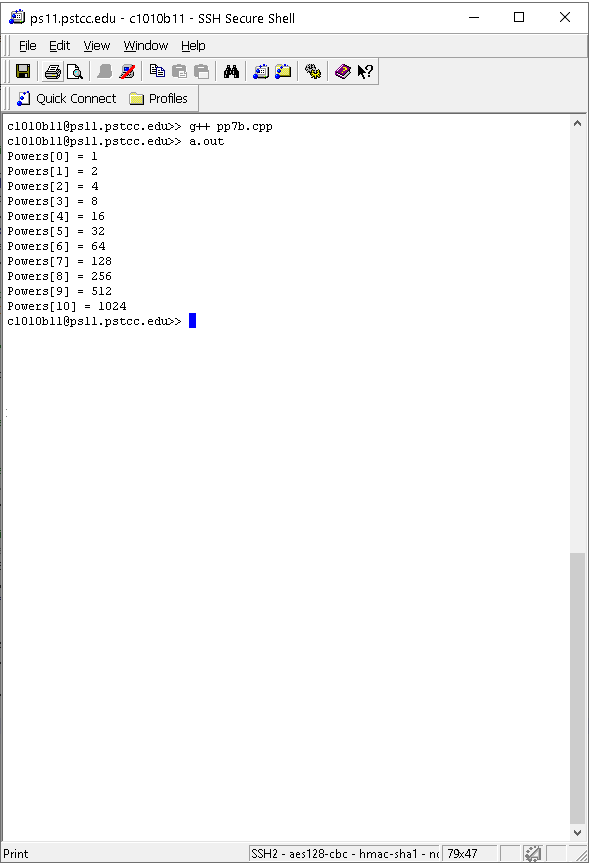 ps11.pstcc.edu - c1010b11 - SSH Secure Shell
File Edit View Window Help
Quick Connect Profiles
c1010b11@ps11.pstcc.edu>> g++ pp7b.cpp
c1010b11@ps11.pstcc.edu>> a.out
Powers[0] = 1
Powers[1] = 2
Powers[2] = 4
Powers[3] = 8
Powers[4] = 16
Powers[5] = 32
Powers[6] = 64
Powers[7] = 128
Powers[8] = 256
Powers[9] = 512
Powers[10] = 1024
c1010b11@ps11.pstcc.edu>>
Print SSH2 - aes128-cbc - hmac-sha1 - 79x47